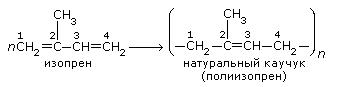 CH₃ CH₃
1 2 3 4 1 2 3 4
nCH₂=C—CH=CH₂ ⟶ (—CH₂—C=CH—CH₂—)n
изопрен натуральный каучук
(полиизопрен)